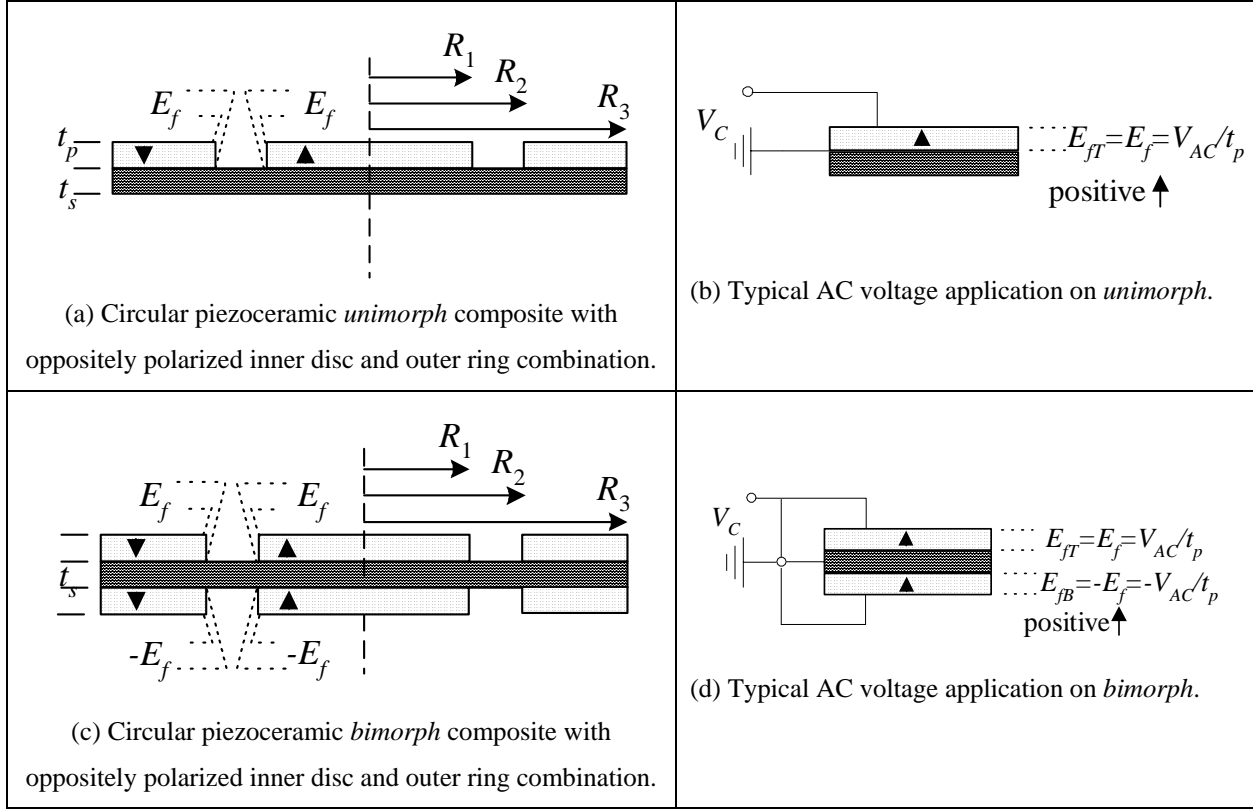 R1
R2
R3
Ef Ef
tp
ts
(a) Circular piezoceramic unimorph composite with
oppositely polarized inner disc and outer ring combination.
VC
EfT=Ef=VAC/tp
positive
(b) Typical AC voltage application on unimorph.
R1
R2
R3
Ef Ef
ts
-Ef -Ef
(c) Circular piezoceramic bimorph composite with
oppositely polarized inner disc and outer ring combination.
VC
EfT=Ef=VAC/tp
EfB=-Ef=-VAC/tp
positive
(d) Typical AC voltage application on bimorph.